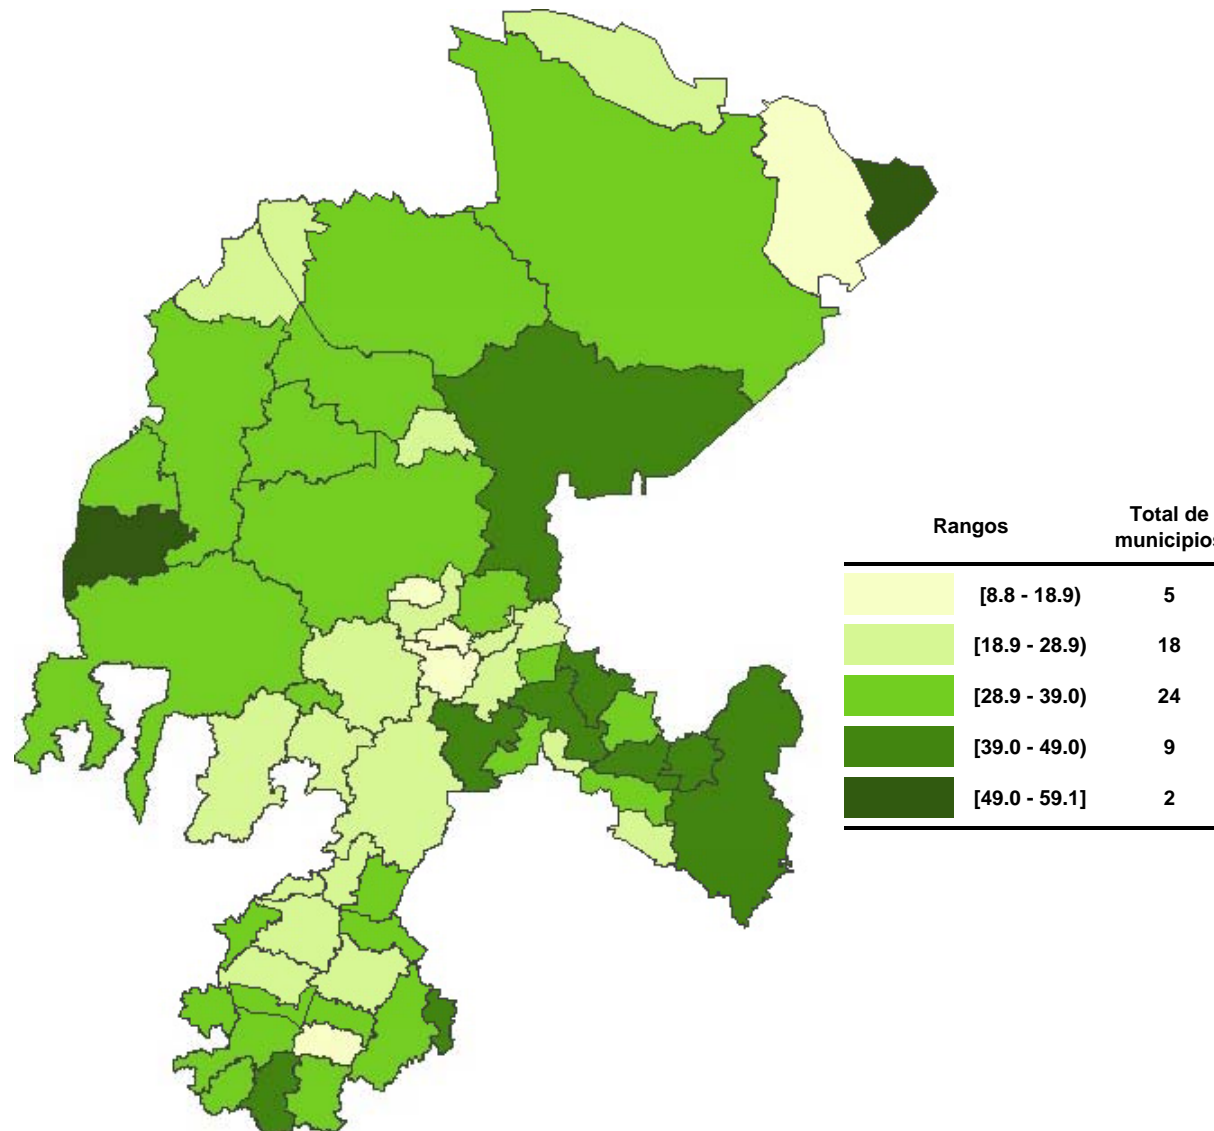 Rangos
Total de
municipios
[8.8 - 18.9) 5
[18.9 - 28.9) 18
[28.9 - 39.0) 24
[39.0 - 49.0) 9
[49.0 - 59.1] 2